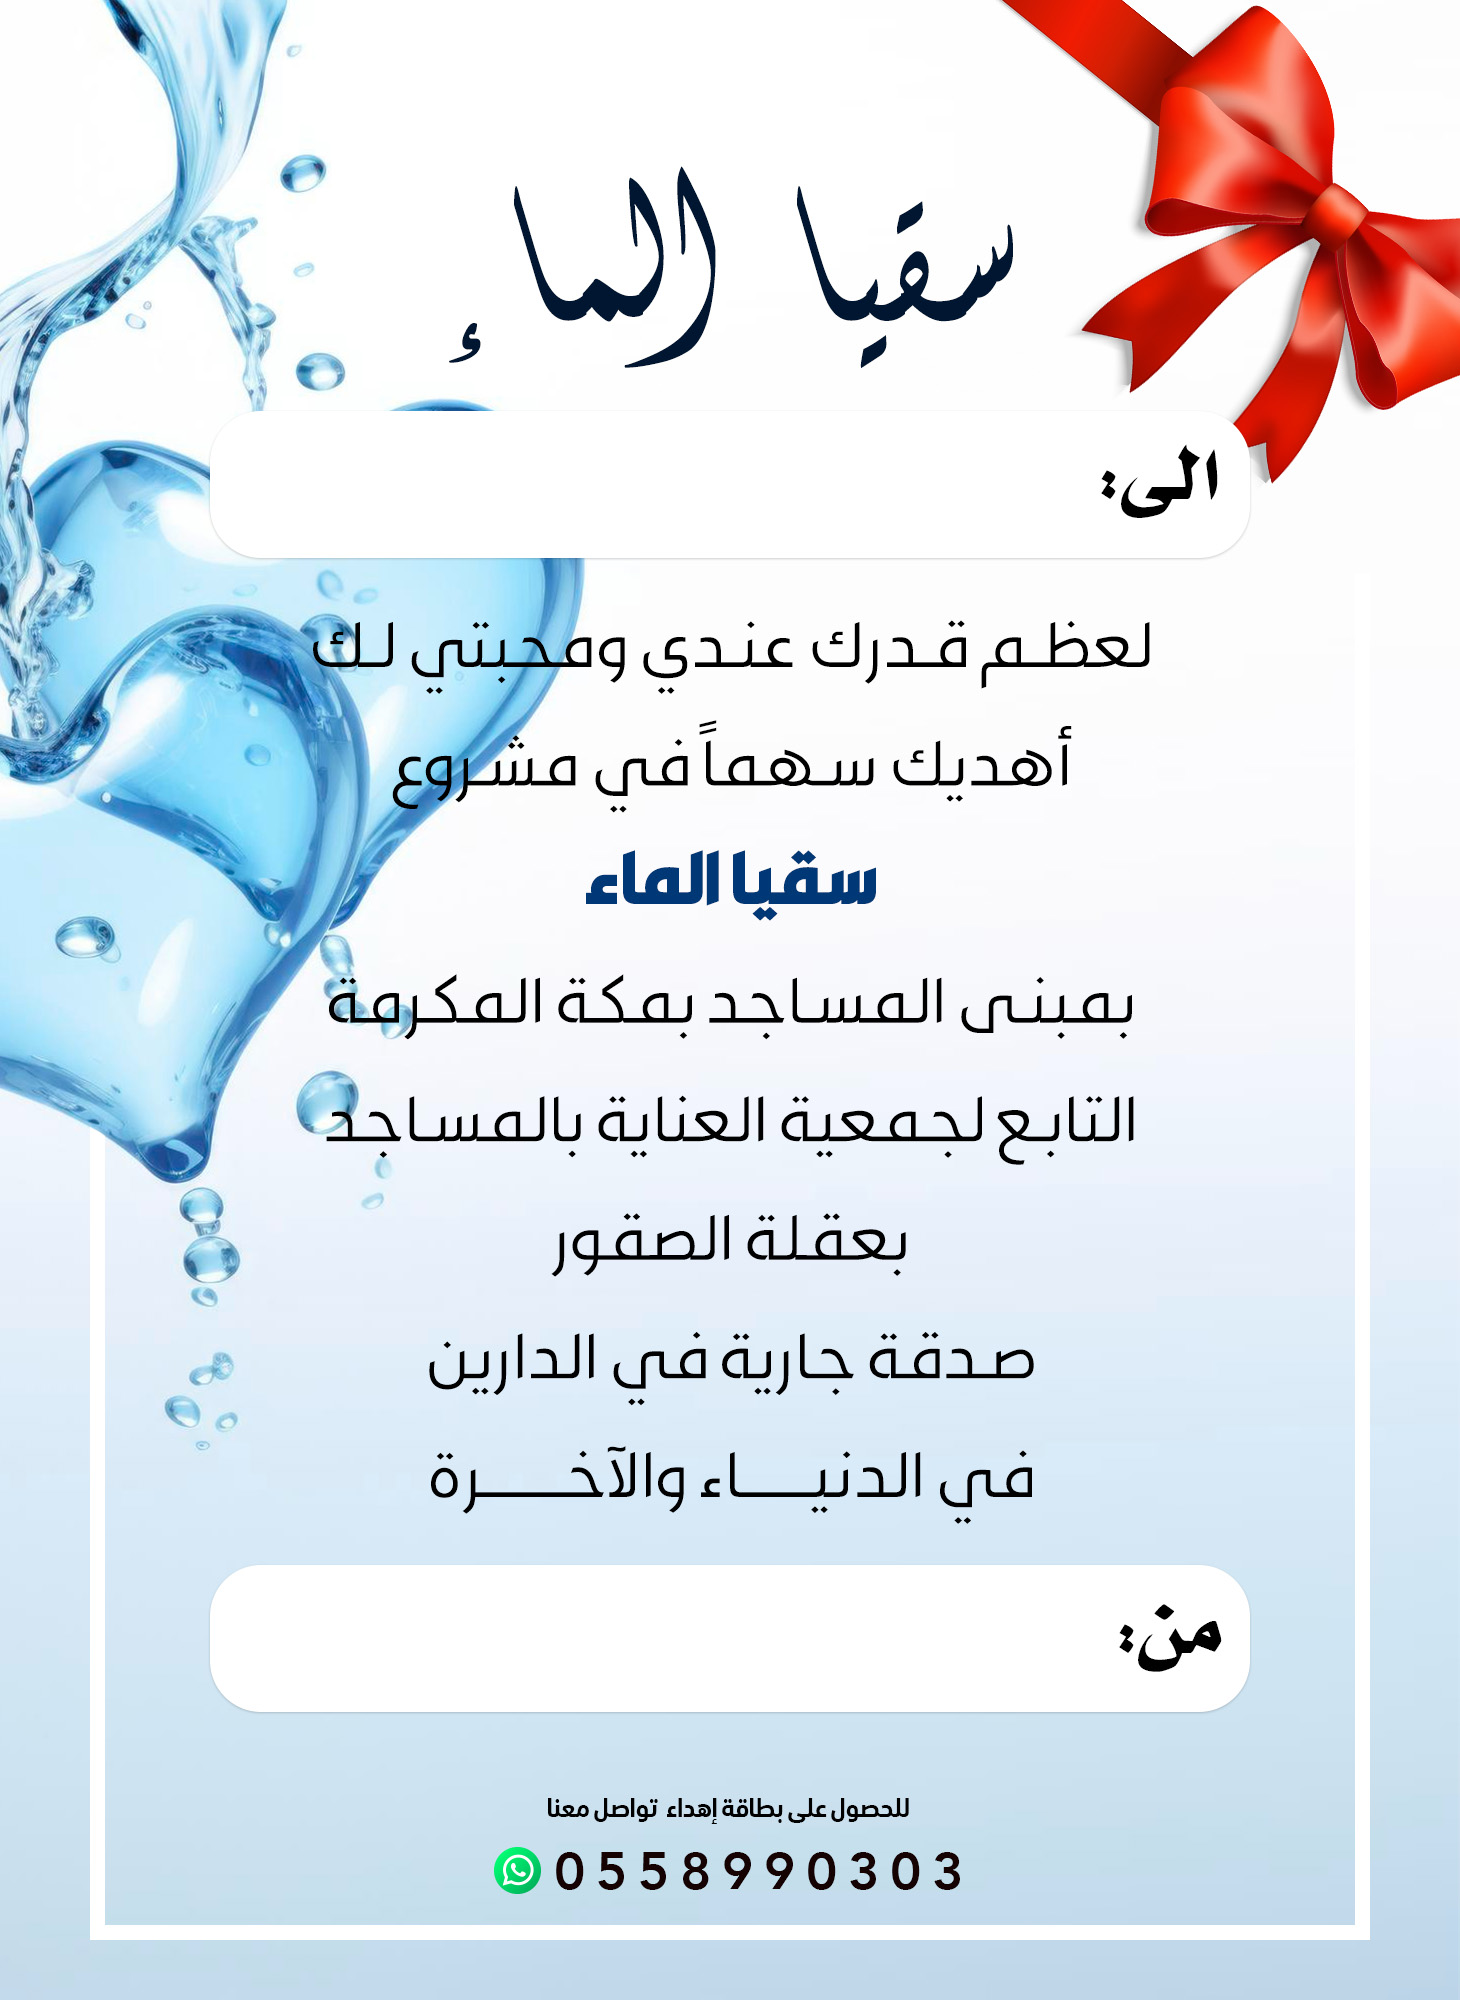 سقيا الماء
الى:
لعظم قدرك عندي ومحبتي لك
أهديك سهماً في مشروع
سقيا الماء
بمبنى المساجد بمكة المكرمة
التابع لجمعية العناية بالمساجد
بعقلة الصقور
صدقة جارية في الدارين
في الدنيـــاء والآخـــرة
من:
للحصول على بطاقة إهداء تواصل معنا
0558990303